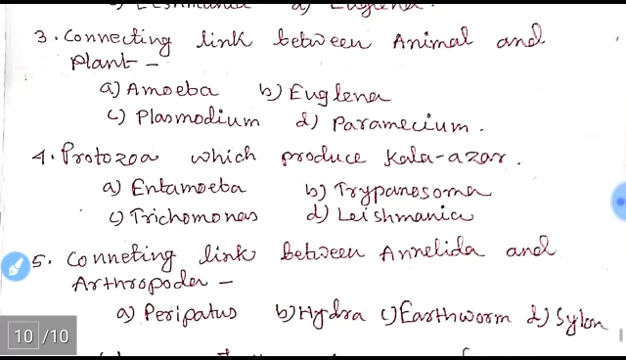 d) Euglena.
3. Connecting link between Animal and
plant -
a) Amoeba b) Euglena
c) Plasmodium d) Paramecium.
4. Protozoa which produce Kala-azar.
a) Entamoeba b) Trypanosoma
c) Trichomonas d) Leishmania
5. Conneting link between Annelida and
Arthropoda -
a) Peripatus b) Hydra c) Earthworm d) Sylon
10 /10